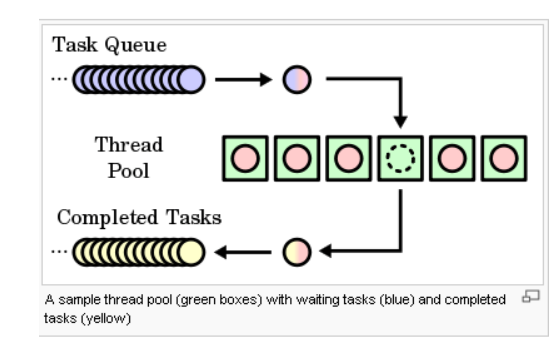 Task Queue
...
Thread
Pool
Completed Tasks
...
A sample thread pool (green boxes) with waiting tasks (blue) and completed
tasks (yellow)